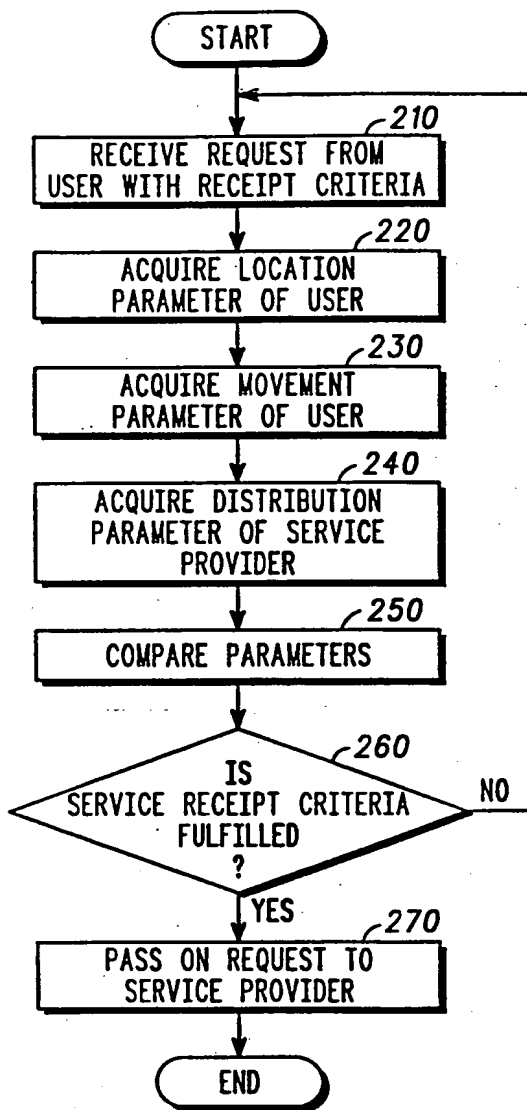 START
210
RECEIVE REQUEST FROM
USER WITH RECEIPT CRITERIA
220
ACQUIRE LOCATION
PARAMETER OF USER
230
ACQUIRE MOVEMENT
PARAMETER OF USER
240
ACQUIRE DISTRIBUTION
PARAMETER OF SERVICE
PROVIDER
250
COMPARE PARAMETERS
260
IS
SERVICE RECEIPT CRITERIA
FULFILLED
?
NO
YES
270
PASS ON REQUEST TO
SERVICE PROVIDER
END